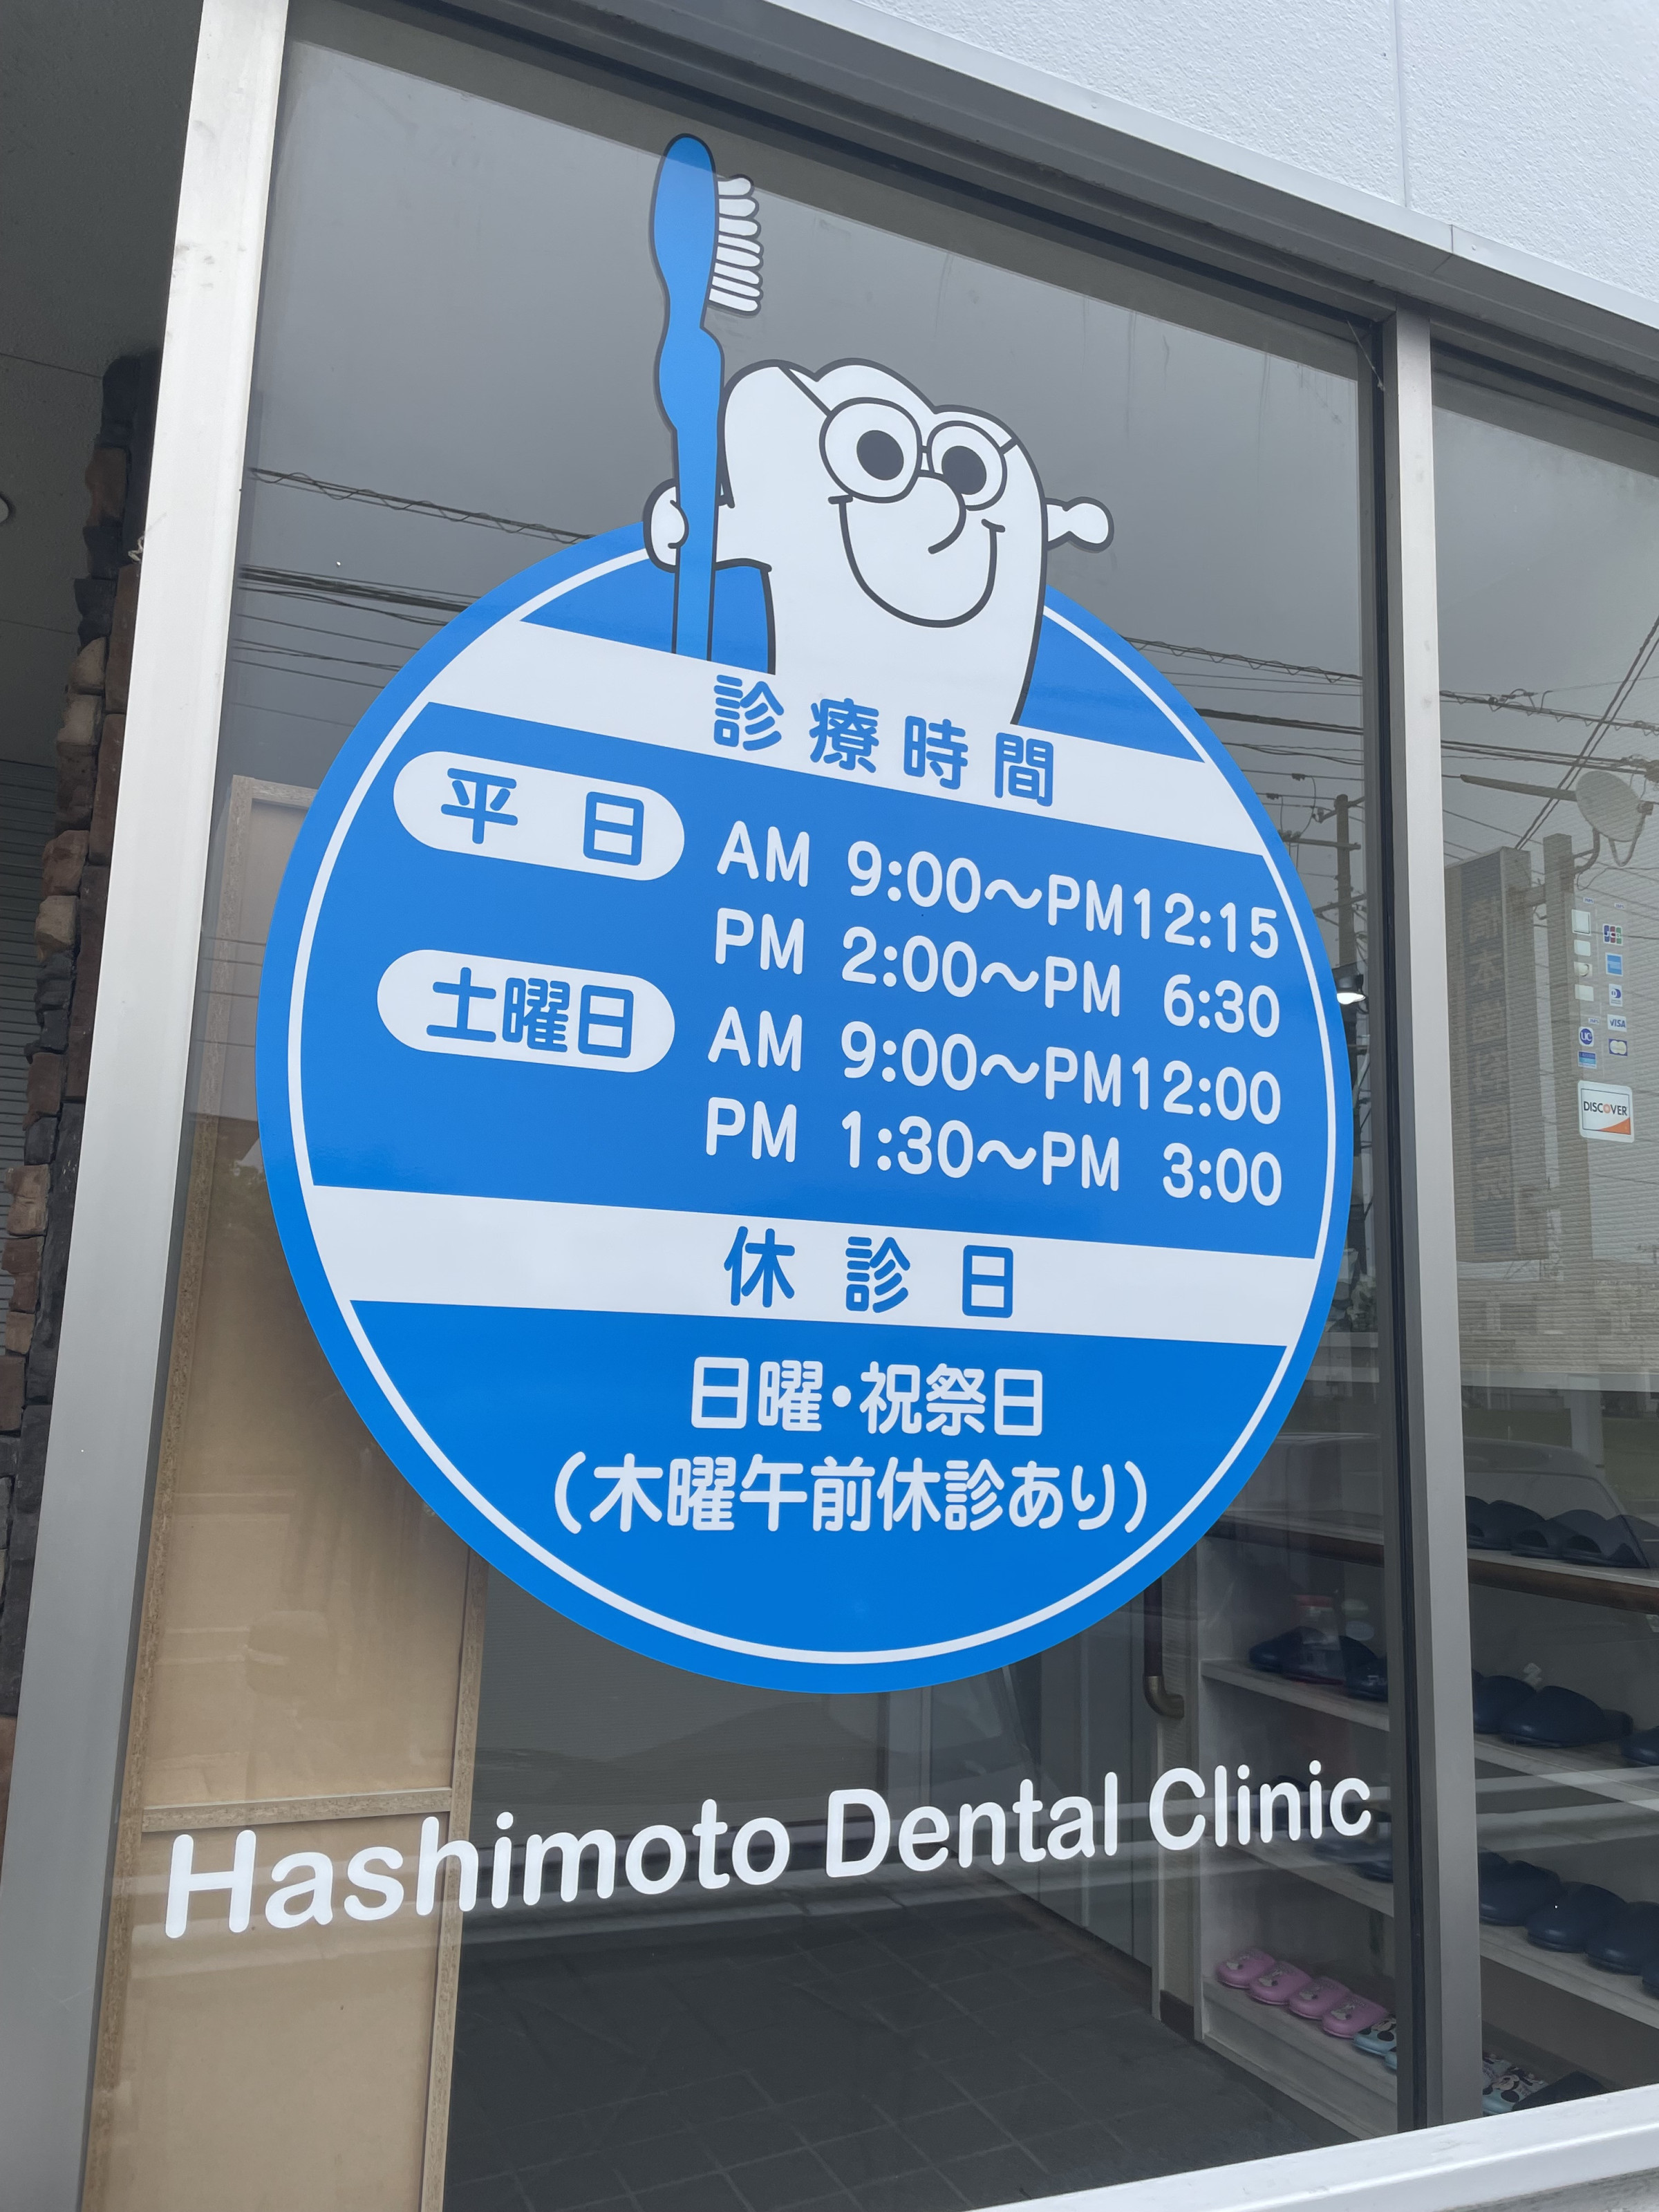 診療時間
平日 AM 9:00～PM12:15
PM 2:00～PM 6:30
土曜日 AM 9:00～PM12:00
PM 1:30～PM 3:00
休診日
日曜・祝祭日
(木曜午前休診あり)
Hashimoto Dental Clinic
JCB
VISA
UC
DISCOVER